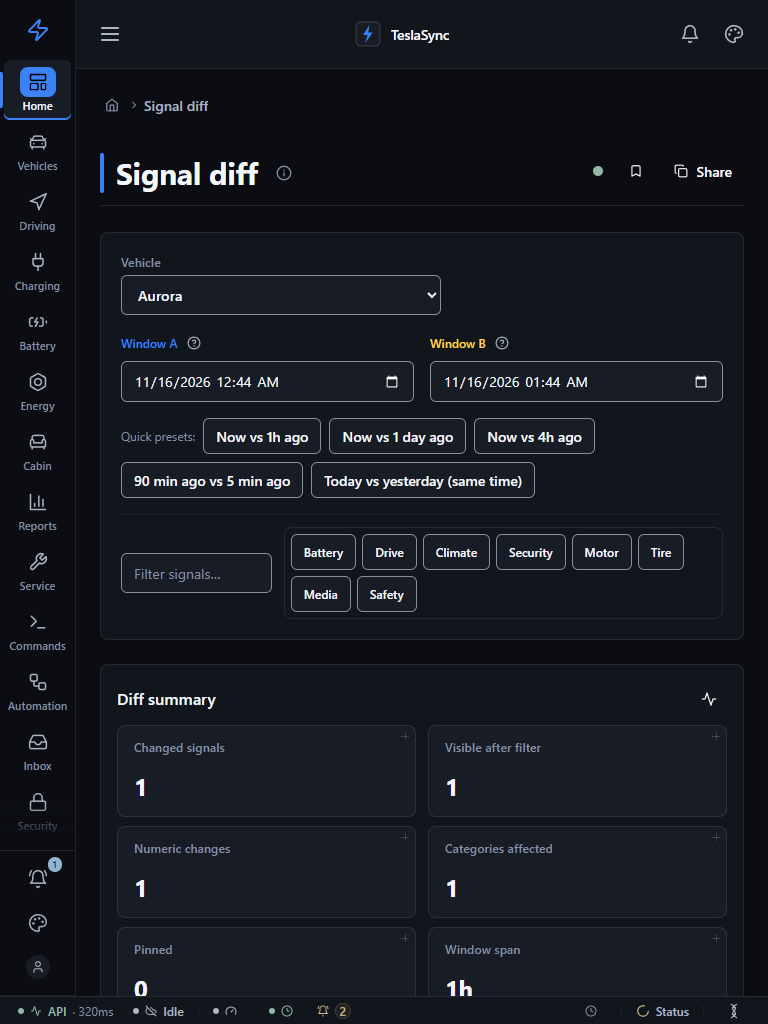 TeslaSync
Home
Vehicles
Driving
Charging
Battery
Energy
Cabin
Reports
Service
Commands
Automation
Inbox
Security
1
Signal diff
Signal diff
Share
Vehicle
Aurora
Window A
Window B
11/16/2026 12:44 AM
11/16/2026 01:44 AM
Quick presets:
Now vs 1h ago
Now vs 1 day ago
Now vs 4h ago
90 min ago vs 5 min ago
Today vs yesterday (same time)
Filter signals...
Battery
Drive
Climate
Security
Motor
Tire
Media
Safety
Diff summary
Changed signals
1
Visible after filter
1
Numeric changes
1
Categories affected
1
Pinned
0
Window span
1h
API · 320ms
Idle
2
Status